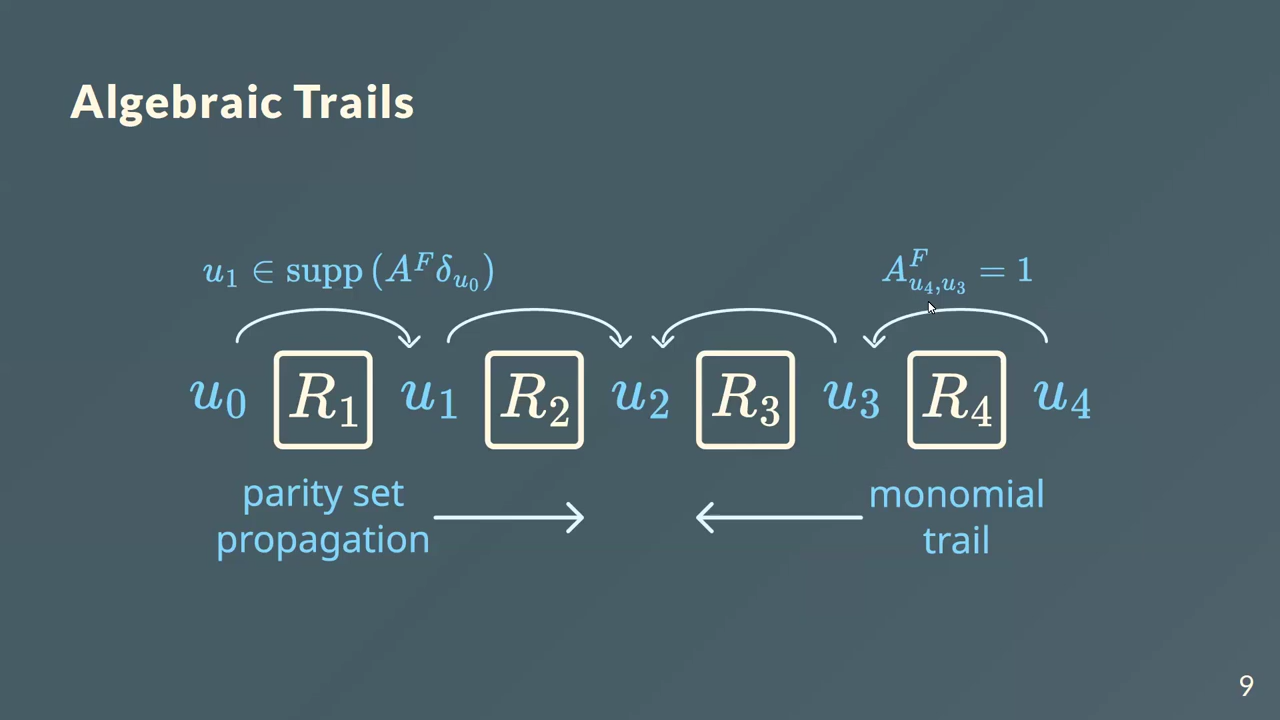 Algebraic Trails
u₁ ∈ supp (A^F δ_{u₀})
A^F_{u₄,u₃} = 1
u₀ R₁ u₁ R₂ u₂ R₃ u₃ R₄ u₄
parity set
propagation
monomial
trail
9